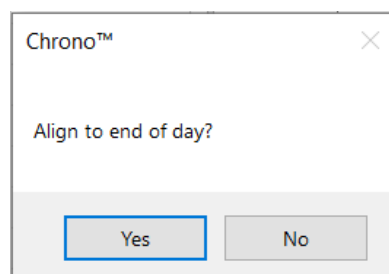 Chrono™
Align to end of day?
Yes
No